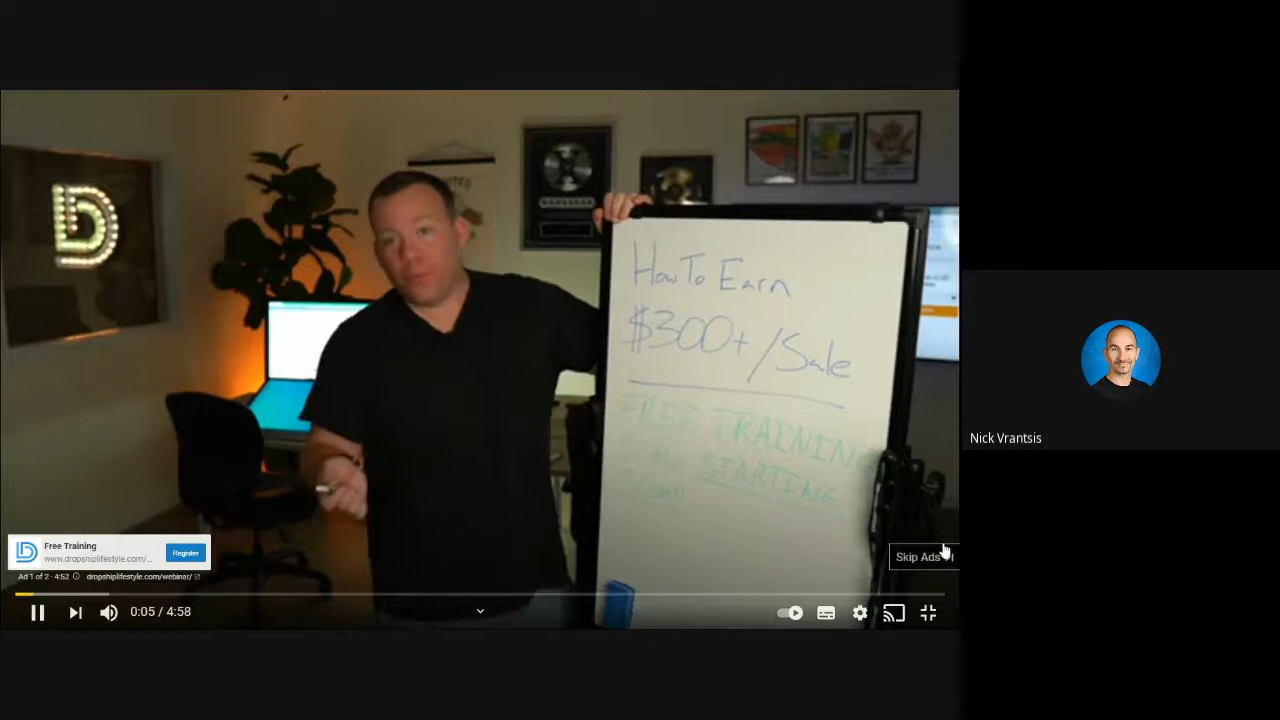 D
How To Earn
$300+/Sale
FREE TRAINING
STARTING
Free Training
www.dropshiplifestyle.com/...
Register
Skip Ads
Ad 1 of 2 · 4:52
dropshiplifestyle.com/webinar/
0:05 / 4:58
Nick Vrantsis